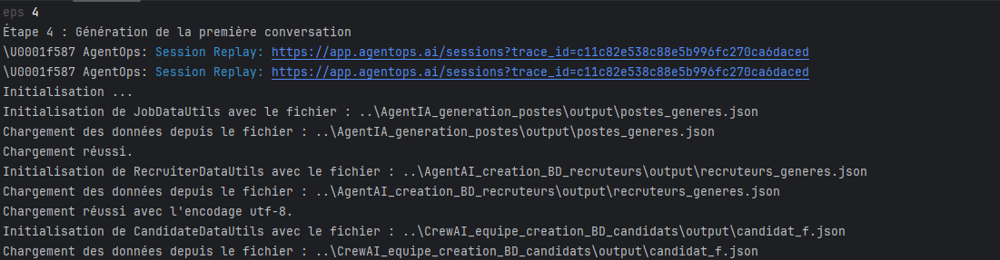 eps 4
Étape 4 : Génération de la première conversation
\U0001f587 AgentOps: Session Replay: https://app.agentops.ai/sessions?trace_id=c11c82e538c88e5b996fc270ca6daced
\U0001f587 AgentOps: Session Replay: https://app.agentops.ai/sessions?trace_id=c11c82e538c88e5b996fc270ca6daced
Initialisation ...
Initialisation de JobDataUtils avec le fichier : ..\AgentIA_generation_postes\output\postes_generes.json
Chargement des données depuis le fichier : ..\AgentIA_generation_postes\output\postes_generes.json
Chargement réussi.
Initialisation de RecruiterDataUtils avec le fichier : ..\AgentAI_creation_BD_recruteurs\output\recruteurs_generes.json
Chargement des données depuis le fichier : ..\AgentAI_creation_BD_recruteurs\output\recruteurs_generes.json
Chargement réussi avec l'encodage utf-8.
Initialisation de CandidateDataUtils avec le fichier : ..\CrewAI_equipe_creation_BD_candidats\output\candidat_f.json
Chargement des données depuis le fichier : ..\CrewAI_equipe_creation_BD_candidats\output\candidat_f.json